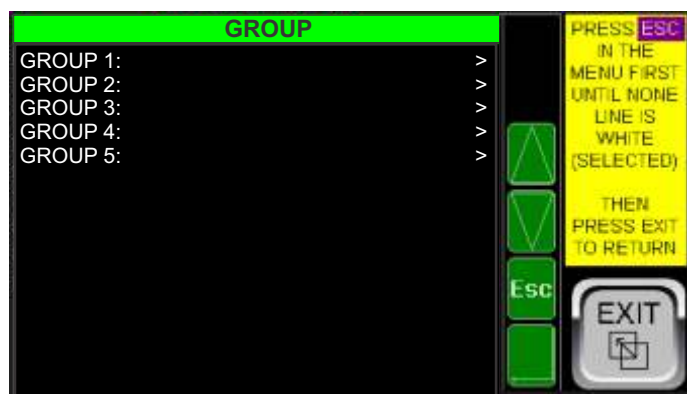 GROUP
GROUP 1: >
GROUP 2: >
GROUP 3: >
GROUP 4: >
GROUP 5: >
Esc
PRESS ESC
IN THE
MENU FIRST
UNTIL NONE
LINE IS
WHITE
(SELECTED)
THEN
PRESS EXIT
TO RETURN
EXIT